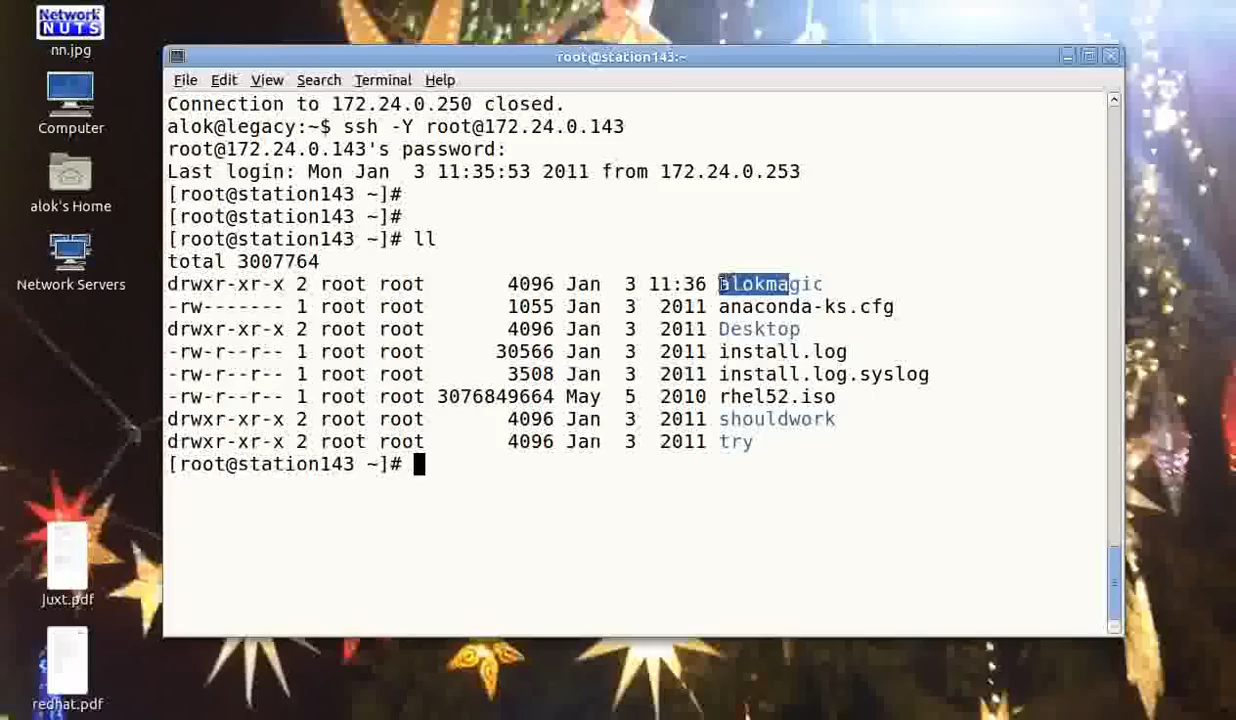 Network
NUTS
nn.jpg
Computer
alok's Home
Network Servers
Juxt.pdf
redhat.pdf
root@station143:~
File Edit View Search Terminal Help
Connection to 172.24.0.250 closed.
alok@legacy:~$ ssh -Y root@172.24.0.143
root@172.24.0.143's password:
Last login: Mon Jan  3 11:35:53 2011 from 172.24.0.253
[root@station143 ~]#
[root@station143 ~]#
[root@station143 ~]# ll
total 3007764
drwxr-xr-x 2 root root       4096 Jan  3 11:36 alokmagic
-rw------- 1 root root       1055 Jan  3  2011 anaconda-ks.cfg
drwxr-xr-x 2 root root       4096 Jan  3  2011 Desktop
-rw-r--r-- 1 root root      30566 Jan  3  2011 install.log
-rw-r--r-- 1 root root       3508 Jan  3  2011 install.log.syslog
-rw-r--r-- 1 root root 3076849664 May  5  2010 rhel52.iso
drwxr-xr-x 2 root root       4096 Jan  3  2011 shouldwork
drwxr-xr-x 2 root root       4096 Jan  3  2011 try
[root@station143 ~]#